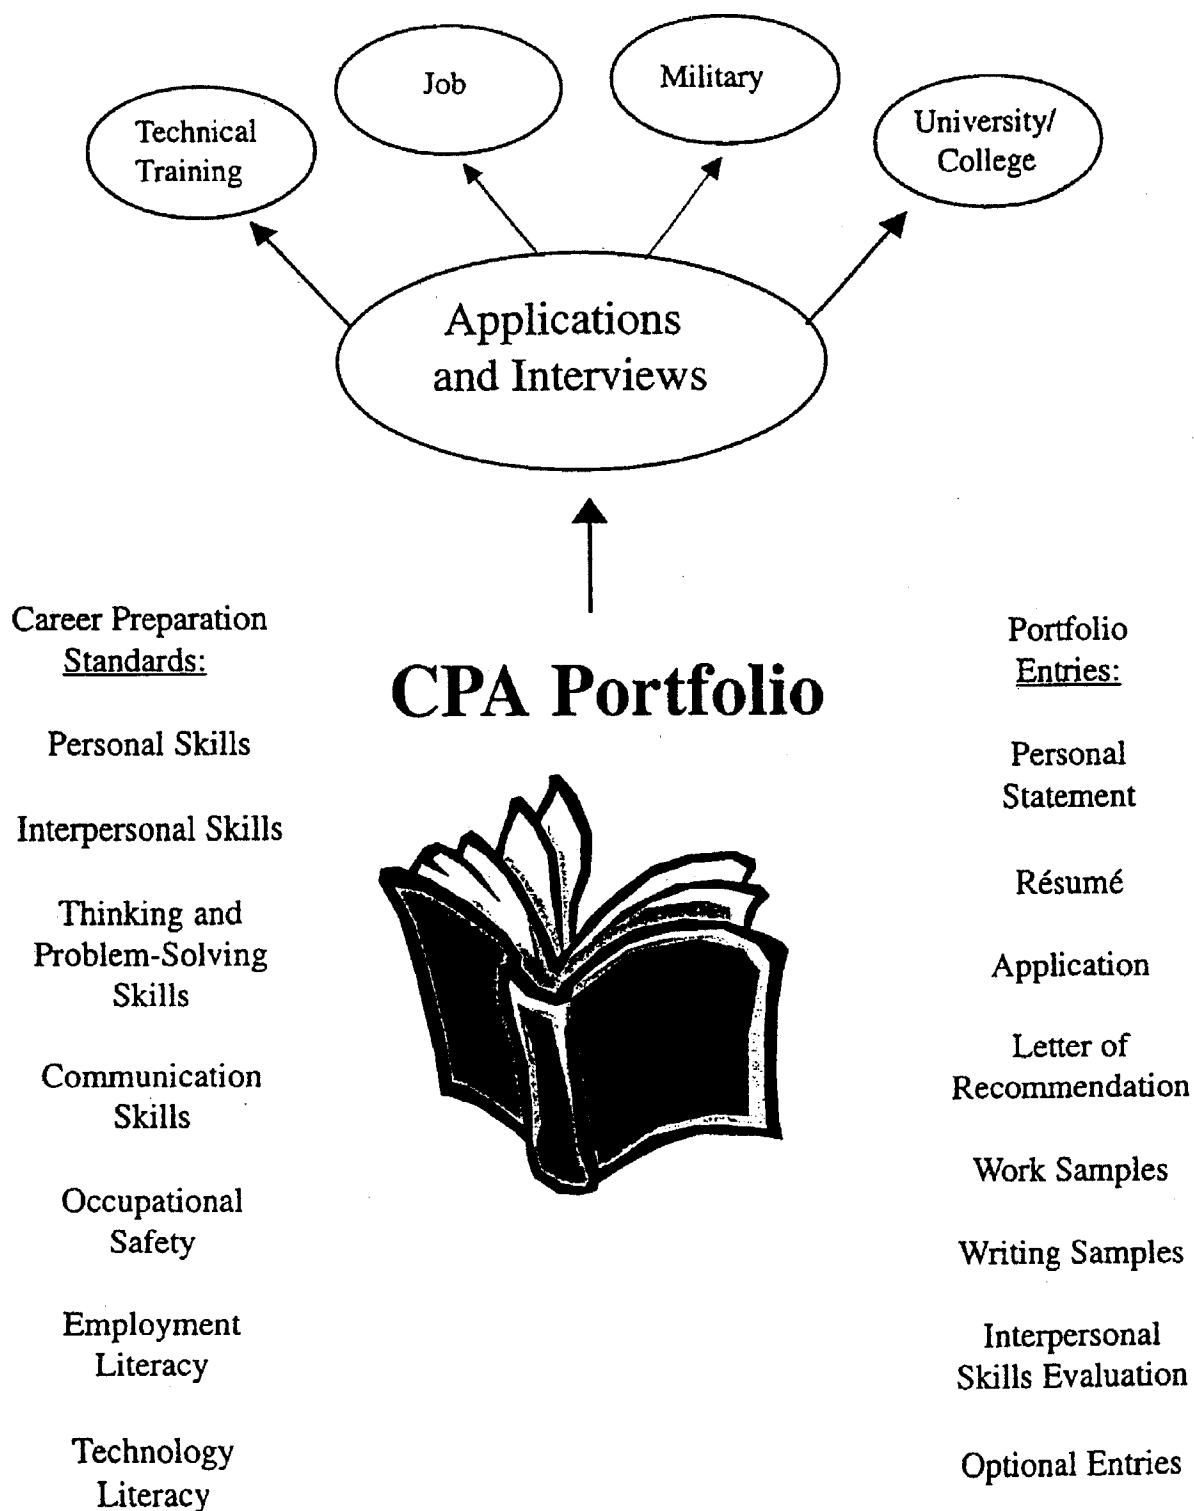 Technical
Training
Job
Military
University/
College
Applications
and Interviews
CPA Portfolio
Career Preparation
Standards:
Personal Skills
Interpersonal Skills
Thinking and
Problem-Solving
Skills
Communication
Skills
Occupational
Safety
Employment
Literacy
Technology
Literacy
Portfolio
Entries:
Personal
Statement
Résumé
Application
Letter of
Recommendation
Work Samples
Writing Samples
Interpersonal
Skills Evaluation
Optional Entries